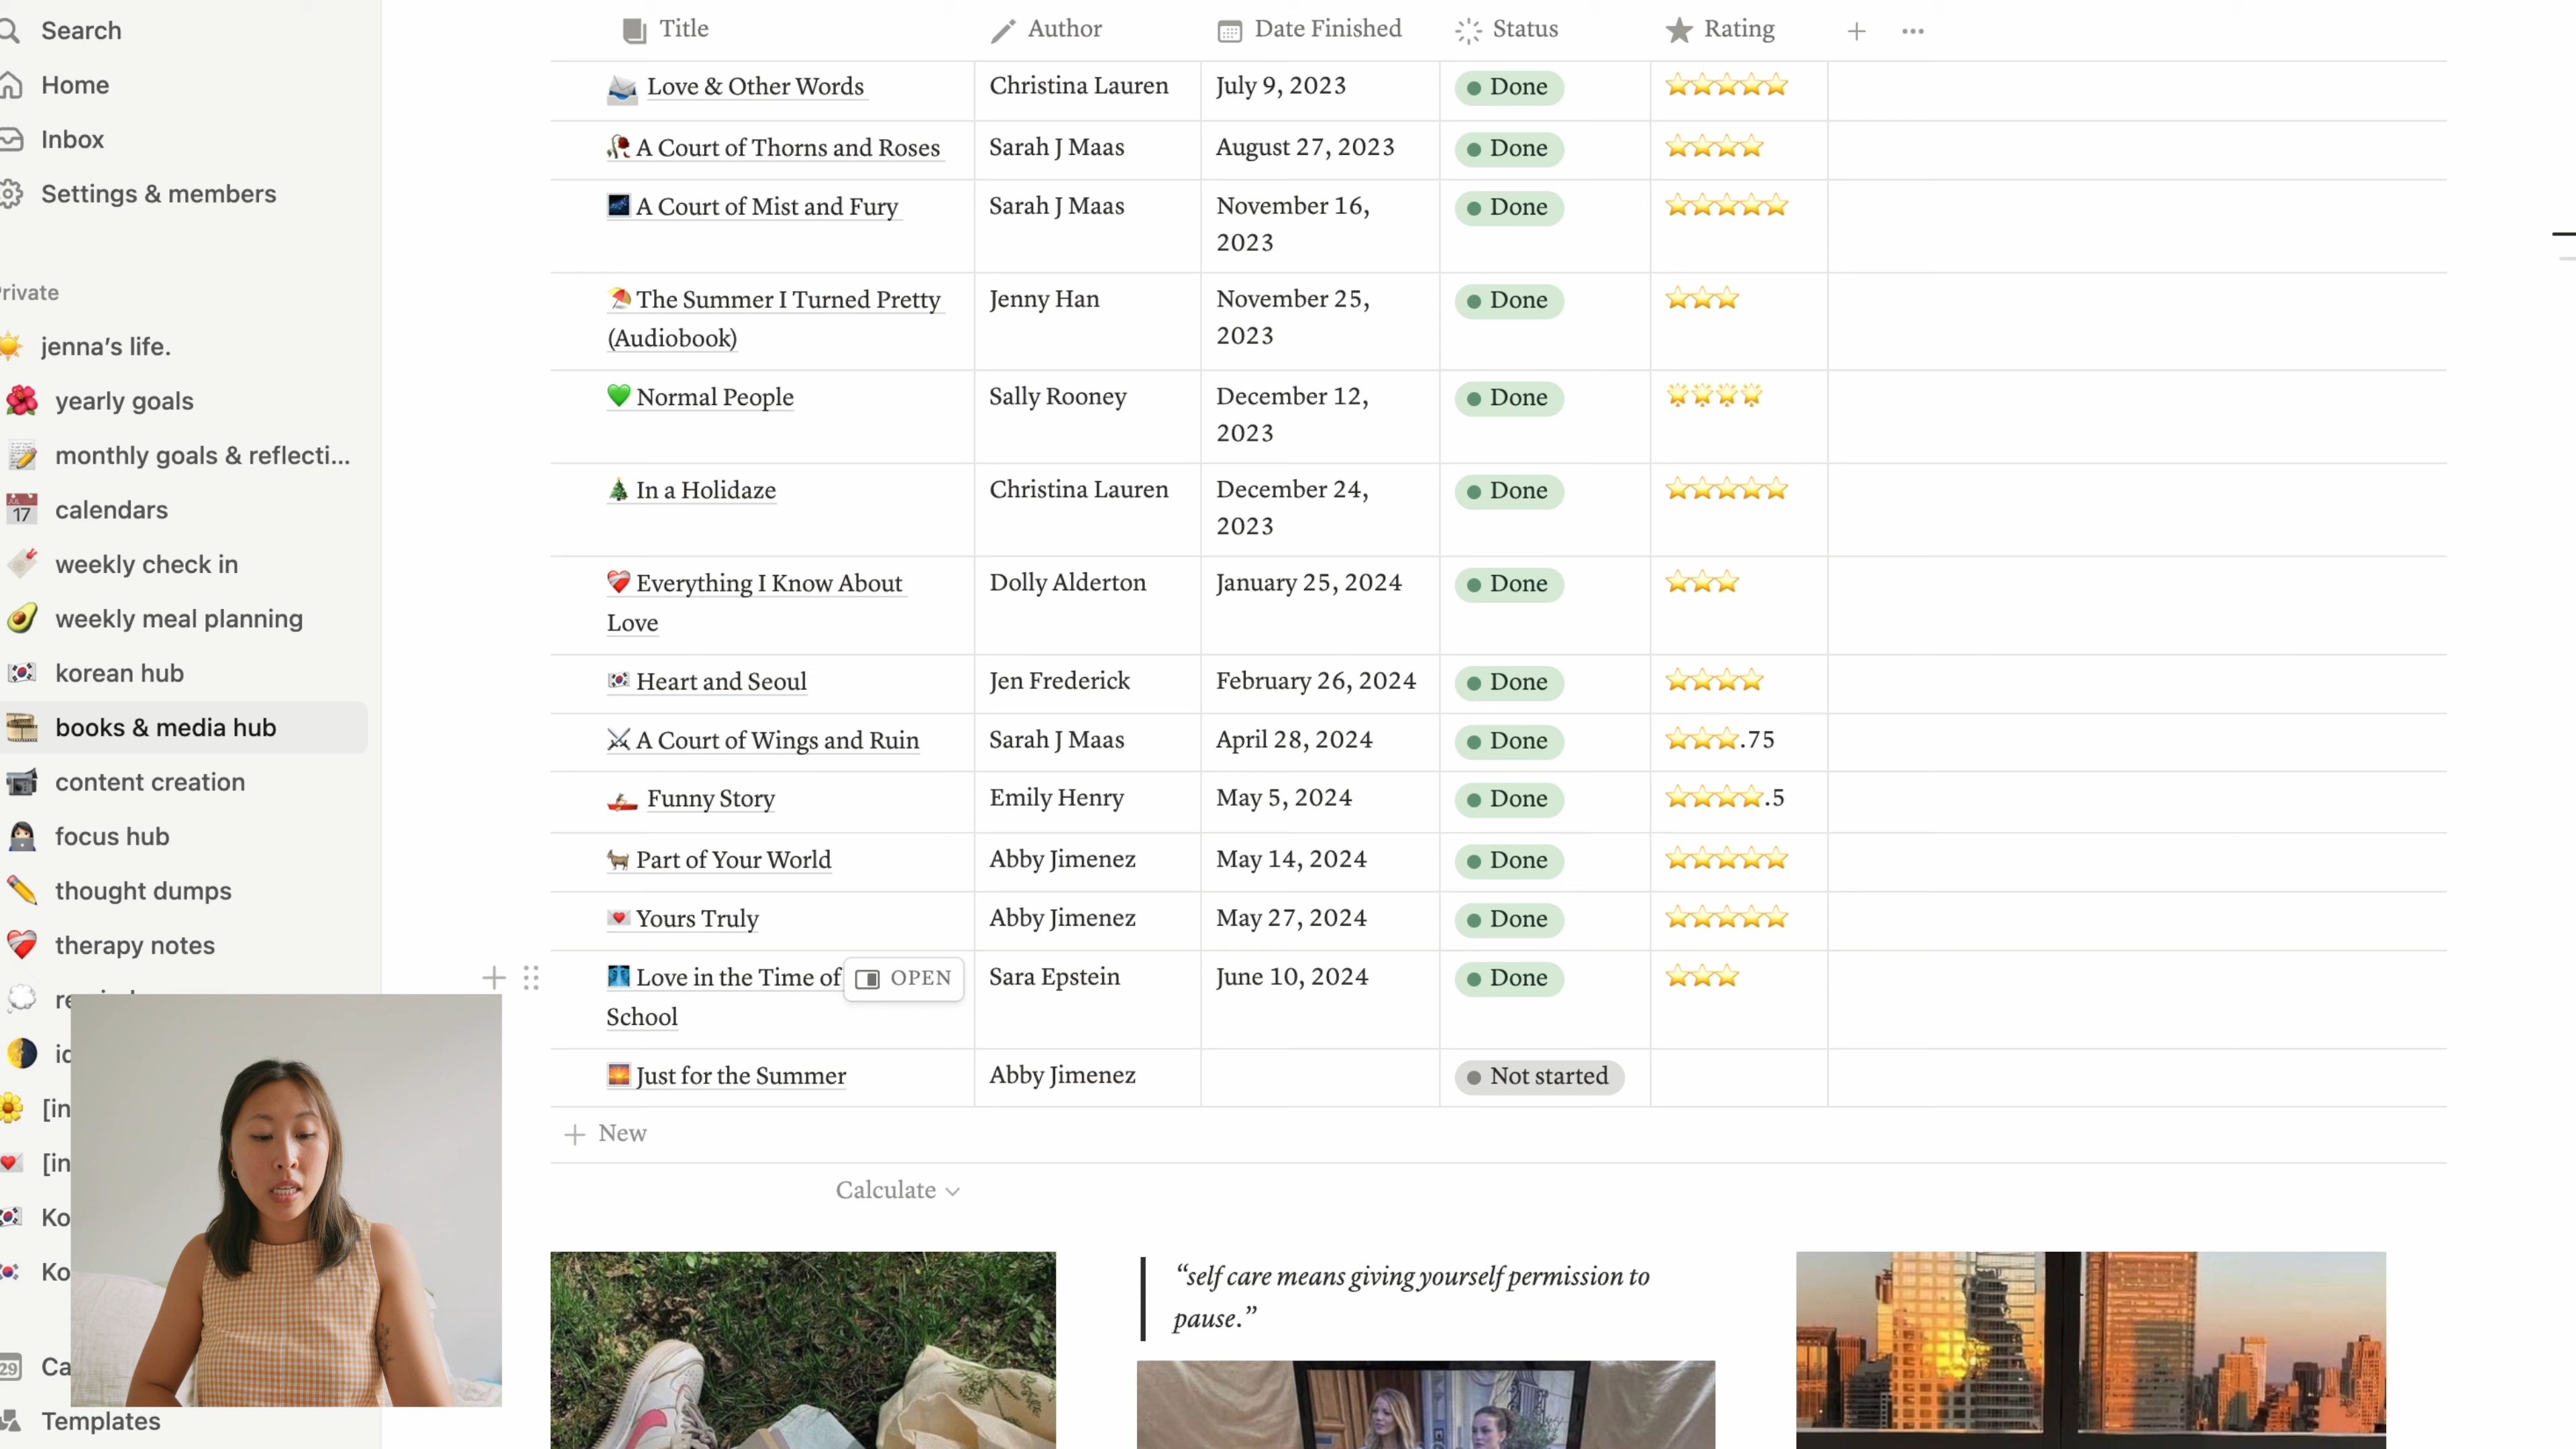 Search
Home
Inbox
Settings & members
rivate
jenna's life.
yearly goals
monthly goals & reflecti...
calendars
weekly check in
weekly meal planning
korean hub
books & media hub
content creation
focus hub
thought dumps
therapy notes
[in
[in
Ko
Ko
Ca
Templates
Title Author Date Finished Status Rating
Love & Other Words Christina Lauren July 9, 2023 Done
A Court of Thorns and Roses Sarah J Maas August 27, 2023 Done
A Court of Mist and Fury Sarah J Maas November 16, Done
2023
The Summer I Turned Pretty Jenny Han November 25, Done
(Audiobook) 2023
Normal People Sally Rooney December 12, Done
2023
In a Holidaze Christina Lauren December 24, Done
2023
Everything I Know About Dolly Alderton January 25, 2024 Done
Love
Heart and Seoul Jen Frederick February 26, 2024 Done
A Court of Wings and Ruin Sarah J Maas April 28, 2024 Done .75
Funny Story Emily Henry May 5, 2024 Done .5
Part of Your World Abby Jimenez May 14, 2024 Done
Yours Truly Abby Jimenez May 27, 2024 Done
Love in the Time of OPEN Sara Epstein June 10, 2024 Done
School
Just for the Summer Abby Jimenez Not started
New
Calculate
“self care means giving yourself permission to
pause.”